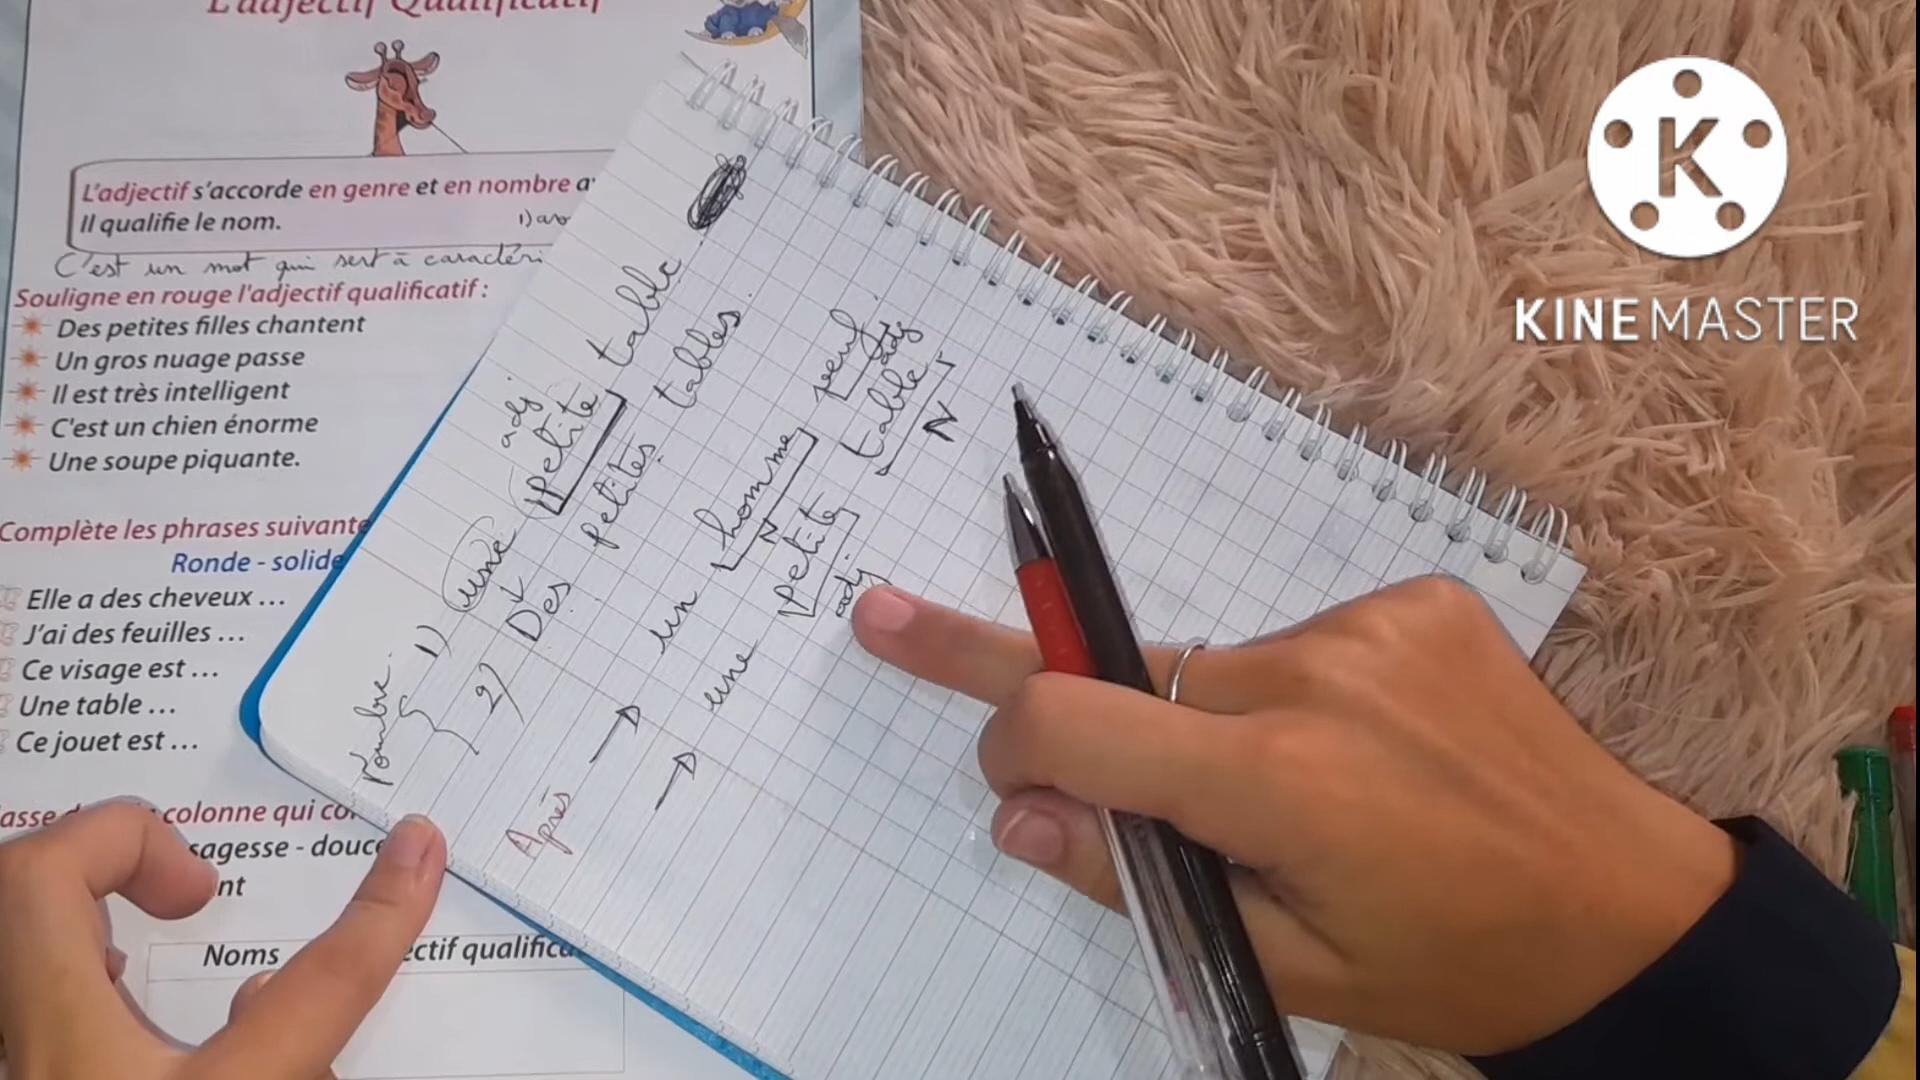 L'adjectif Qualificatif
L'adjectif s'accorde en genre et en nombre a
Il qualifie le nom.
1) av
C'est un mot qui sert à caractéri
Souligne en rouge l'adjectif qualificatif :
Des petites filles chantent
Un gros nuage passe
Il est très intelligent
C'est un chien énorme
Une soupe piquante.
Complète les phrases suivante
Ronde - solide
Elle a des cheveux ...
J'ai des feuilles ...
Ce visage est ...
Une table ...
Ce jouet est ...
colonne qui co
sagesse - douce
nt
Noms
ectif qualifica
adj
1) une petite table
2) Des petites tables.
un homme
N
adj
une petite table
adj
N
Après
KINEMASTER